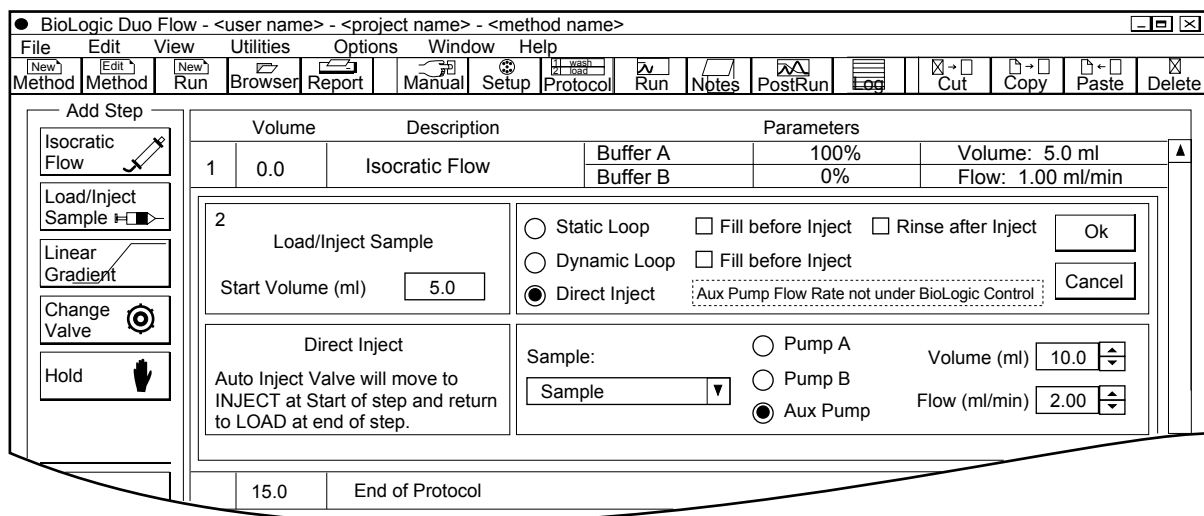 BioLogic Duo Flow - <user name> - <project name> - <method name>
File Edit View Utilities Options Window Help
New Method Edit Method New Run Browser Report Manual Setup 1 wash 2 load Protocol Run Notes PostRun Log Cut Copy Paste Delete
Add Step
Isocratic Flow
Load/Inject Sample
Linear Gradient
Change Valve
Hold
Volume Description Parameters
1 0.0 Isocratic Flow Buffer A 100% Volume: 5.0 ml
Buffer B 0% Flow: 1.00 ml/min
2
Load/Inject Sample
Start Volume (ml) 5.0
Static Loop Fill before Inject Rinse after Inject Ok
Dynamic Loop Fill before Inject
Direct Inject Aux Pump Flow Rate not under BioLogic Control Cancel
Direct Inject
Auto Inject Valve will move to
INJECT at Start of step and return
to LOAD at end of step.
Sample:
Sample
Pump A
Pump B
Aux Pump
Volume (ml) 10.0
Flow (ml/min) 2.00
15.0 End of Protocol